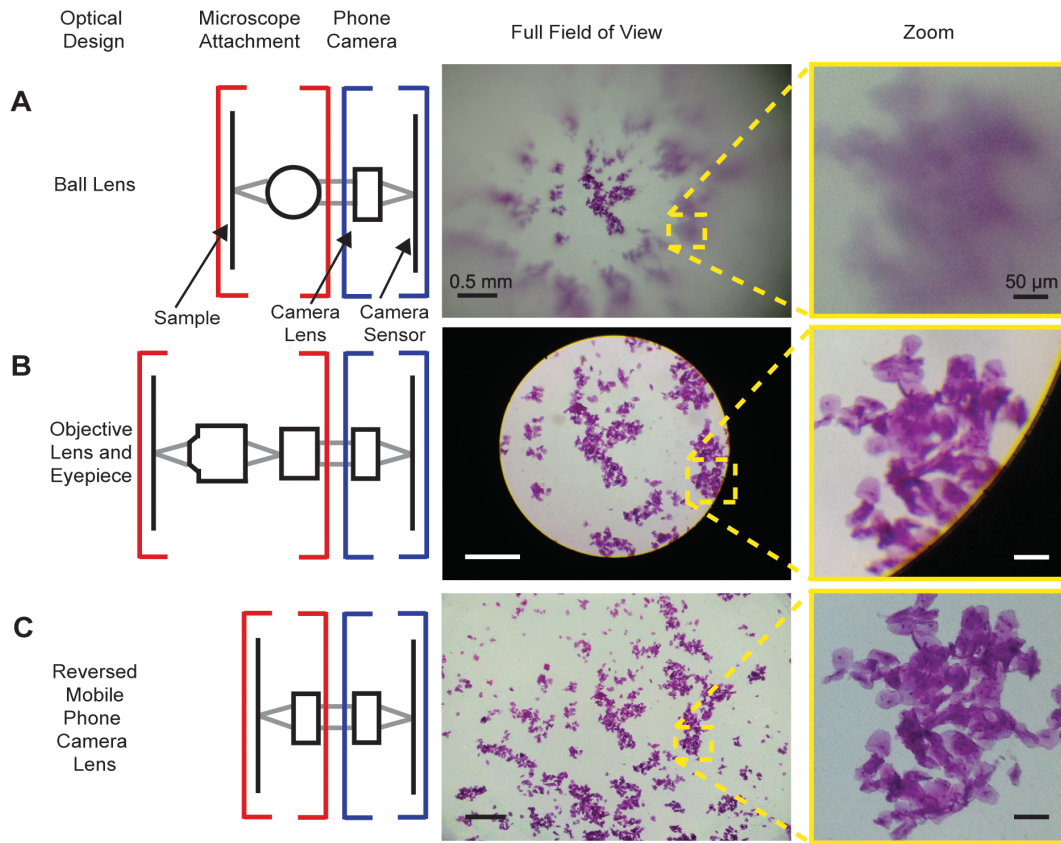 Optical
Design
Microscope
Attachment
Phone
Camera
Full Field of View
Zoom
A
Ball Lens
Sample
Camera
Lens
Camera
Sensor
0.5 mm
50 µm
B
Objective
Lens and
Eyepiece
C
Reversed
Mobile
Phone
Camera
Lens